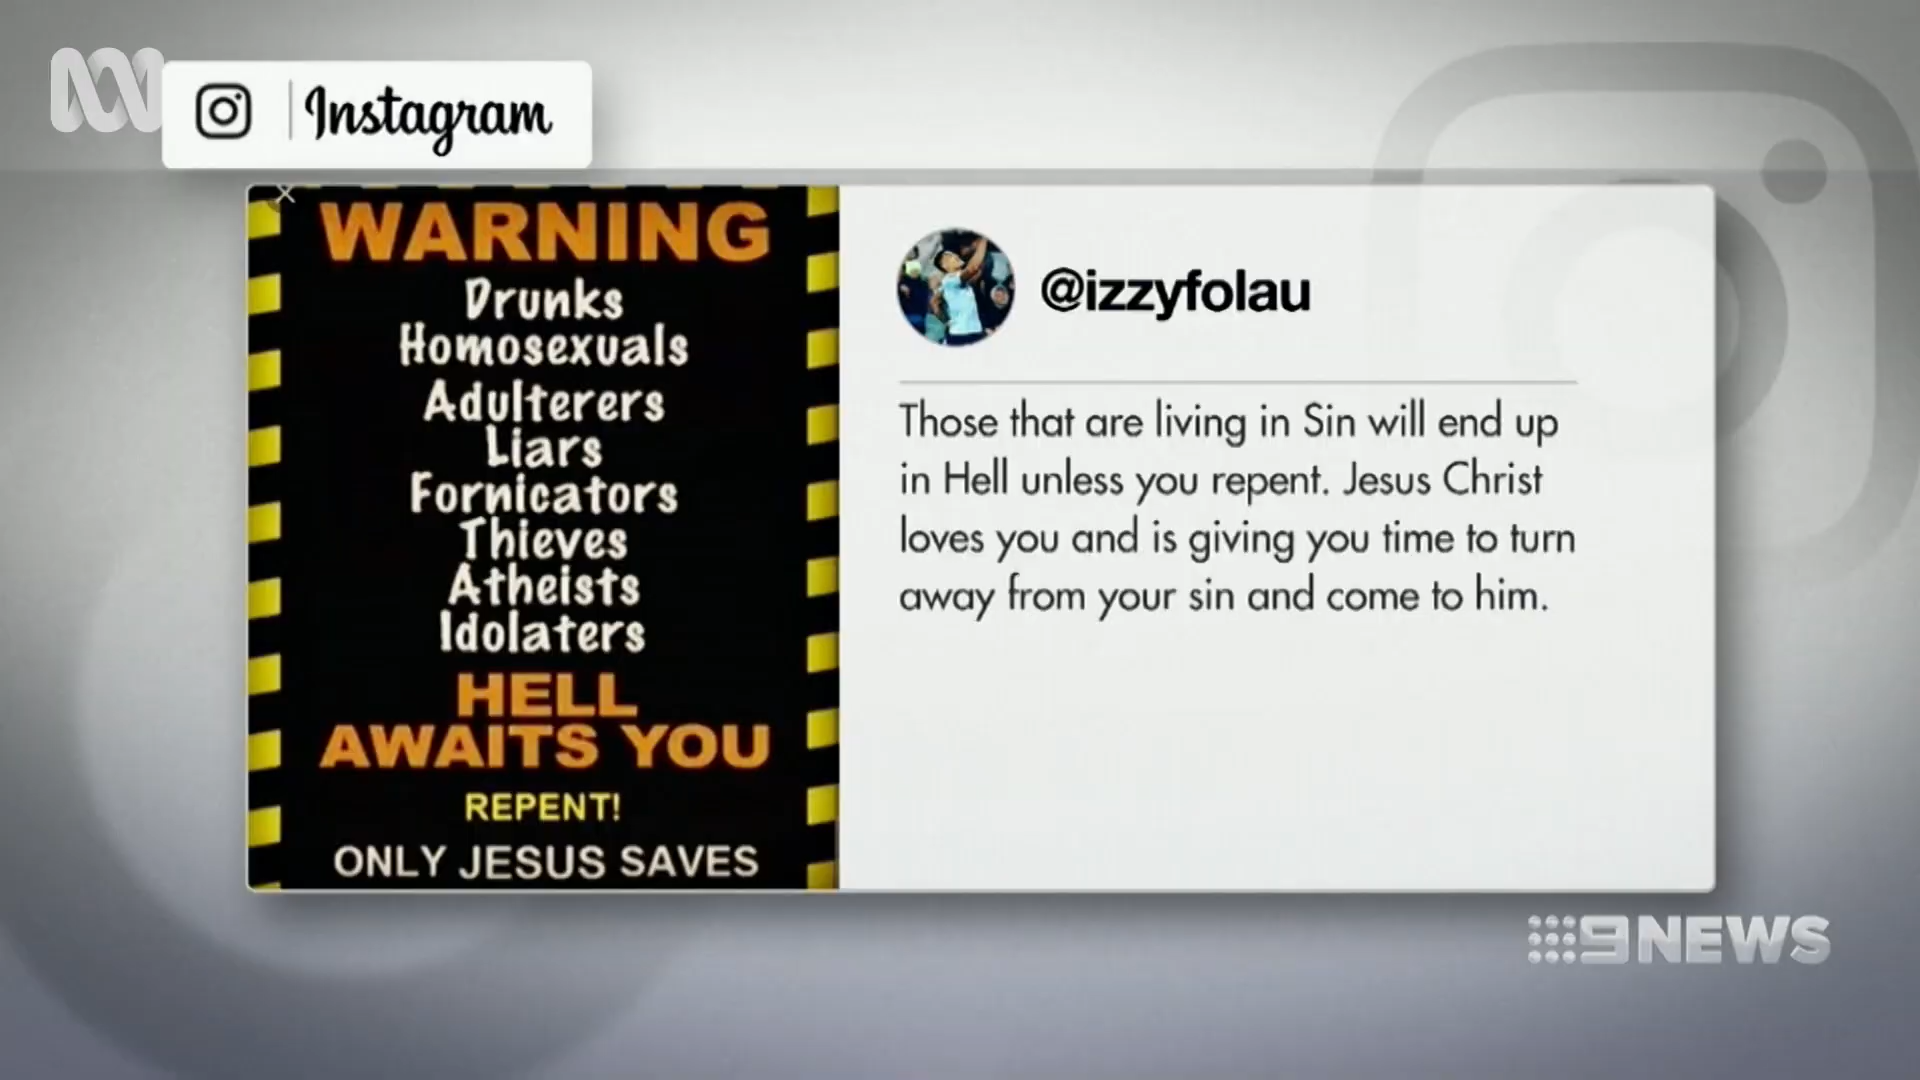 Instagram
WARNING
Drunks
Homosexuals
Adulterers
Liars
Fornicators
Thieves
Atheists
Idolaters
HELL
AWAITS YOU
REPENT!
ONLY JESUS SAVES
@izzyfolau
Those that are living in Sin will end up
in Hell unless you repent. Jesus Christ
loves you and is giving you time to turn
away from your sin and come to him.
9NEWS